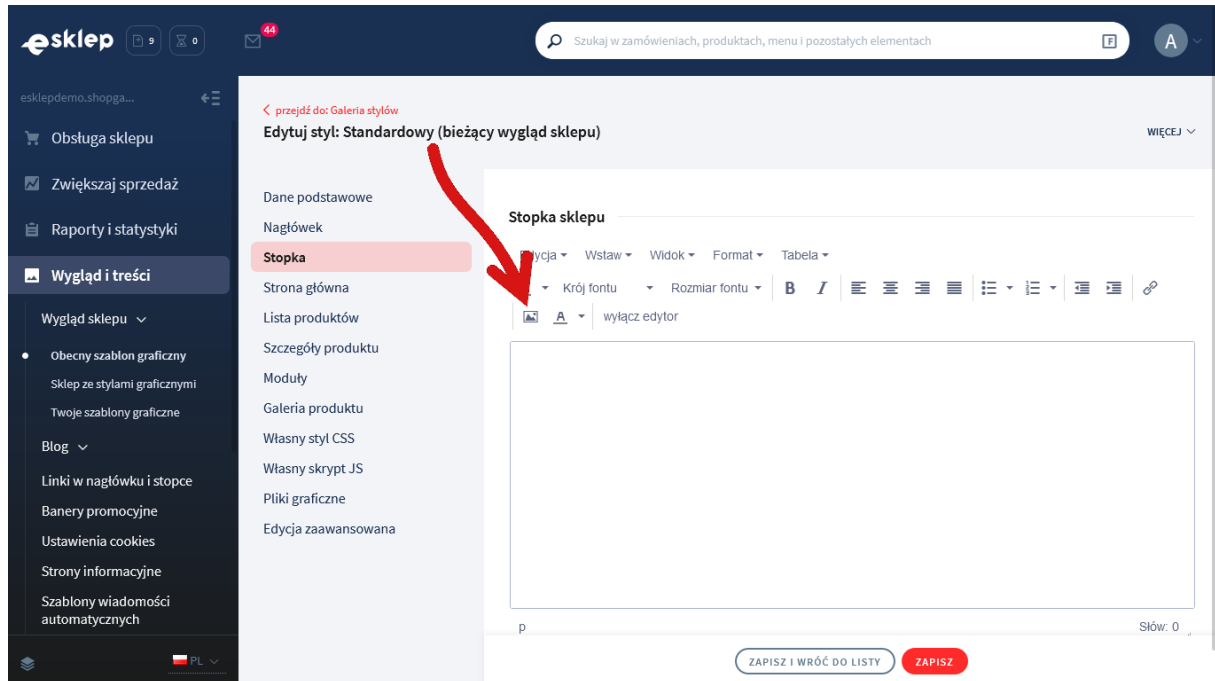 esklep 9 0 44 Szukaj w zamówieniach, produktach, menu i pozostałych elementach F A
esklepdemo.shopga...
Obsługa sklepu
Zwiększaj sprzedaż
Raporty i statystyki
Wygląd i treści
Wygląd sklepu
Obecny szablon graficzny
Sklep ze stylami graficznymi
Twoje szablony graficzne
Blog
Linki w nagłówku i stopce
Banery promocyjne
Ustawienia cookies
Strony informacyjne
Szablony wiadomości
automatycznych
PL
przejdź do: Galeria stylów
Edytuj styl: Standardowy (bieżący wygląd sklepu)
WIĘCEJ
Dane podstawowe
Nagłówek
Stopka
Strona główna
Lista produktów
Szczegóły produktu
Moduły
Galeria produktu
Własny styl CSS
Własny skrypt JS
Pliki graficzne
Edycja zaawansowana
Stopka sklepu
Edycja Wstaw Widok Format Tabela
Krój fontu Rozmiar fontu B I
A wyłącz edytor
p Słów: 0
ZAPISZ I WRÓĆ DO LISTY ZAPISZ